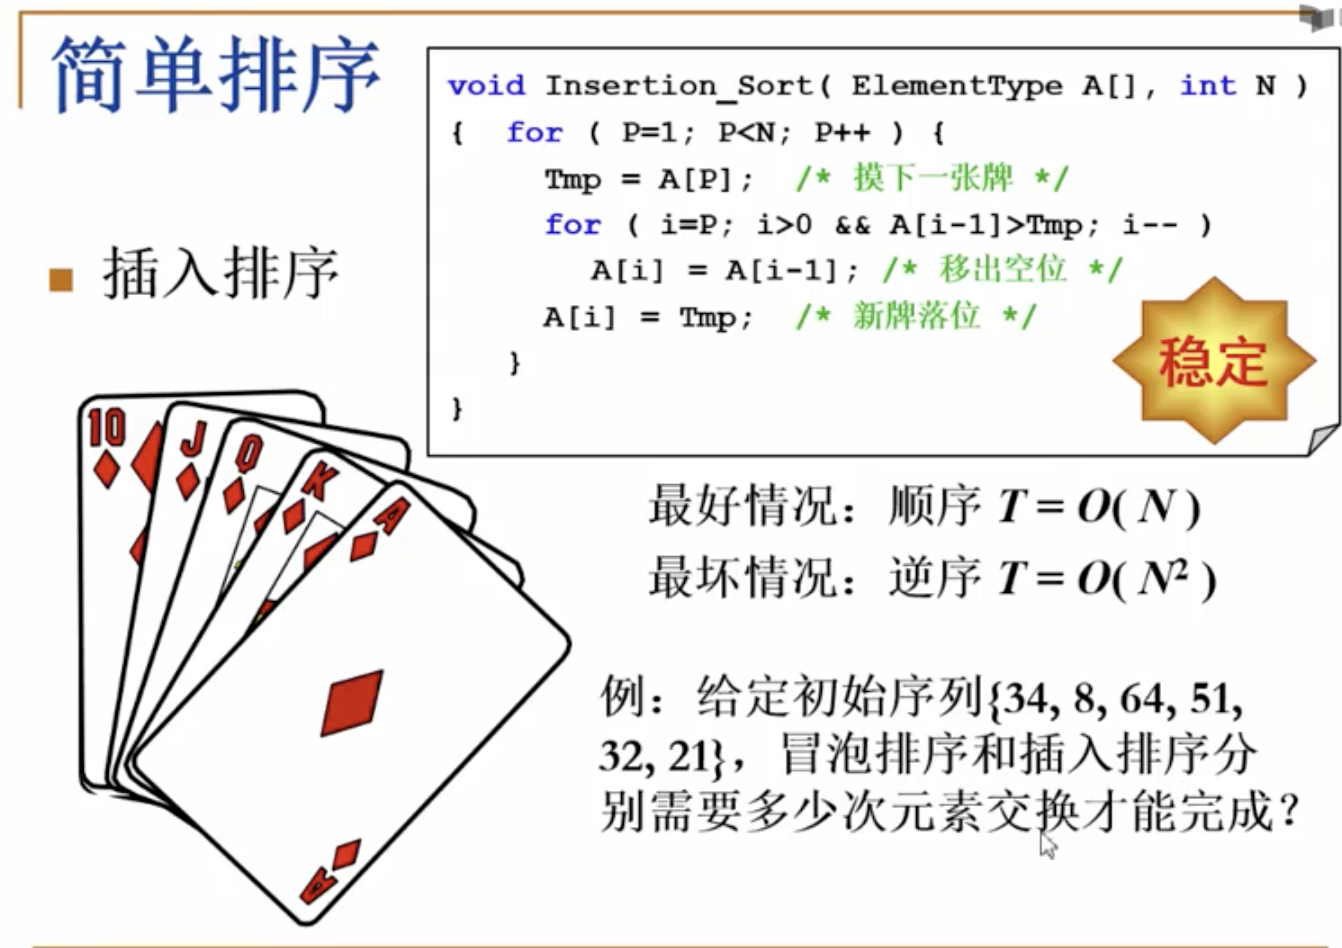 简单排序
void Insertion_Sort( ElementType A[], int N )
{ for ( P=1; P<N; P++ ) {
Tmp = A[P]; /* 摸下一张牌 */
for ( i=P; i>0 && A[i-1]>Tmp; i-- )
A[i] = A[i-1]; /* 移出空位 */
A[i] = Tmp; /* 新牌落位 */
}
}
稳定
■ 插入排序
10
J
Q
K
A
A
最好情况：顺序 T = O( N )
最坏情况：逆序 T = O( N² )
例：给定初始序列{34, 8, 64, 51,
32, 21}，冒泡排序和插入排序分
别需要多少次元素交换才能完成？